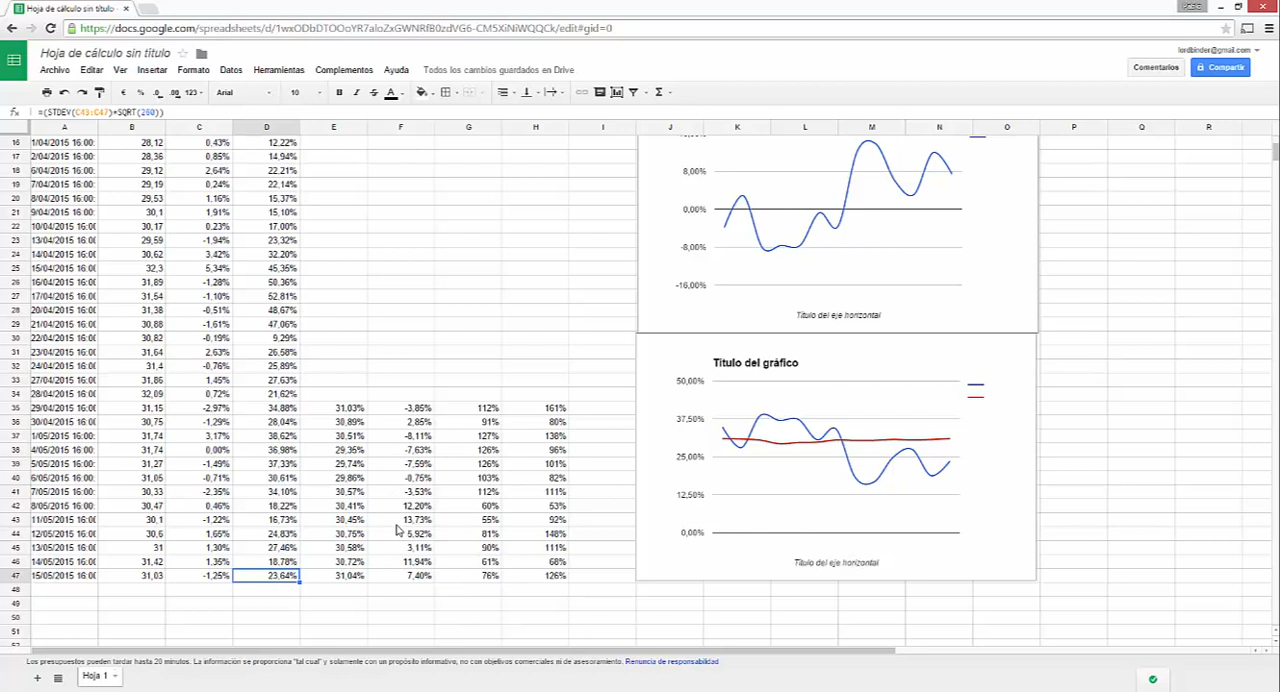 Hoja de cálculo sin título
https://docs.google.com/spreadsheets/d/1wxODbDTOOoYR7aloZxGWNRfB0zdVG6-CM5XiNiWQQCk/edit#gid=0
Hoja de cálculo sin título
lordbinder@gmail.com
Archivo Editar Ver Insertar Formato Datos Herramientas Complementos Ayuda Todos los cambios guardados en Drive
Comentarios Compartir
€ % .0 .00 123 Arial 10 B I S A Σ
fx =(STDEV(C43:C47)*SQRT(260))
A B C D E F G H I J K L M N O P Q R
16 1/04/2015 16:00: 28,12 0,43% 12,22%
17 2/04/2015 16:00: 28,36 0,85% 14,94%
18 6/04/2015 16:00: 29,12 2,64% 22,21%
19 7/04/2015 16:00: 29,19 0,24% 22,14%
20 8/04/2015 16:00: 29,53 1,16% 15,37%
21 9/04/2015 16:00: 30,1 1,91% 15,10%
22 10/04/2015 16:00 30,17 0,23% 17,00%
23 13/04/2015 16:00 29,59 -1,94% 23,32%
24 14/04/2015 16:00 30,62 3,42% 32,20%
25 15/04/2015 16:00 32,3 5,34% 45,35%
26 16/04/2015 16:00 31,89 -1,28% 50,36%
27 17/04/2015 16:00 31,54 -1,10% 52,81%
28 20/04/2015 16:00 31,38 -0,51% 48,67%
29 21/04/2015 16:00 30,88 -1,61% 47,06%
30 22/04/2015 16:00 30,82 -0,19% 9,29%
31 23/04/2015 16:00 31,64 2,63% 26,58%
32 24/04/2015 16:00 31,4 -0,76% 25,89%
33 27/04/2015 16:00 31,86 1,45% 27,63%
34 28/04/2015 16:00 32,09 0,72% 21,62%
35 29/04/2015 16:00 31,15 -2,97% 34,88% 31,03% -3,85% 112% 161%
36 30/04/2015 16:00 30,75 -1,29% 28,04% 30,89% 2,85% 91% 80%
37 1/05/2015 16:00: 31,74 3,17% 38,62% 30,51% -8,11% 127% 138%
38 4/05/2015 16:00: 31,74 0,00% 36,98% 29,35% -7,63% 126% 96%
39 5/05/2015 16:00: 31,27 -1,49% 37,33% 29,74% -7,59% 126% 101%
40 6/05/2015 16:00: 31,05 -0,71% 30,61% 29,86% -0,75% 103% 82%
41 7/05/2015 16:00: 30,33 -2,35% 34,10% 30,57% -3,53% 112% 111%
42 8/05/2015 16:00: 30,47 0,46% 18,22% 30,41% 12,20% 60% 53%
43 11/05/2015 16:00 30,1 -1,22% 16,73% 30,45% 13,73% 55% 92%
44 12/05/2015 16:00 30,6 1,65% 24,83% 30,75% 5,92% 81% 148%
45 13/05/2015 16:00 31 1,30% 27,46% 30,58% 3,11% 90% 111%
46 14/05/2015 16:00 31,42 1,35% 18,78% 30,72% 11,94% 61% 68%
47 15/05/2015 16:00 31,03 -1,25% 23,64% 31,04% 7,40% 76% 126%
48
49
50
51
8,00%
0,00%
-8,00%
-16,00%
Título del eje horizontal
Título del gráfico
50,00%
37,50%
25,00%
12,50%
0,00%
Título del eje horizontal
Los presupuestos pueden tardar hasta 20 minutos. La información se proporciona "tal cual" y solamente con un propósito informativo, no con objetivos comerciales ni de asesoramiento. Renuncia de responsabilidad
+ Hoja 1